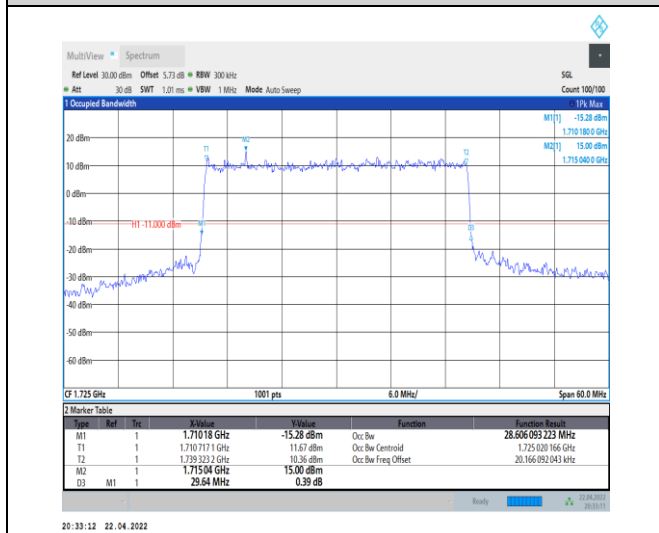 MultiView Spectrum
Ref Level 30.00 dBm Offset 5.73 dB RBW 300 kHz SGL
Att 30 dB SWT 1.01 ms VBW 1 MHz Mode Auto Sweep Count 100/100
1 Occupied Bandwidth 1Pk Max
M1[1] -15.28 dBm
1.710 180 0 GHz
M2[1] 15.00 dBm
1.715 040 0 GHz
20 dBm
T1 M2 T2
10 dBm
0 dBm
-10 dBm
H1 -11.000 dBm
M1 D3
-20 dBm
-30 dBm
-40 dBm
-50 dBm
-60 dBm
CF 1.725 GHz 1001 pts 6.0 MHz/ Span 60.0 MHz
2 Marker Table
Type Ref Trc X-Value Y-Value Function Function Result
M1 1 1.71018 GHz -15.28 dBm Occ Bw 28.606 093 223 MHz
T1 1 1.710 717 1 GHz 11.67 dBm Occ Bw Centroid 1.725 020 166 GHz
T2 1 1.739 323 2 GHz 10.36 dBm Occ Bw Freq Offset 20.166 092 043 kHz
M2 1 1.71504 GHz 15.00 dBm
D3 M1 1 29.64 MHz 0.39 dB
Ready 22.04.2022
20:33:11
20:33:12 22.04.2022